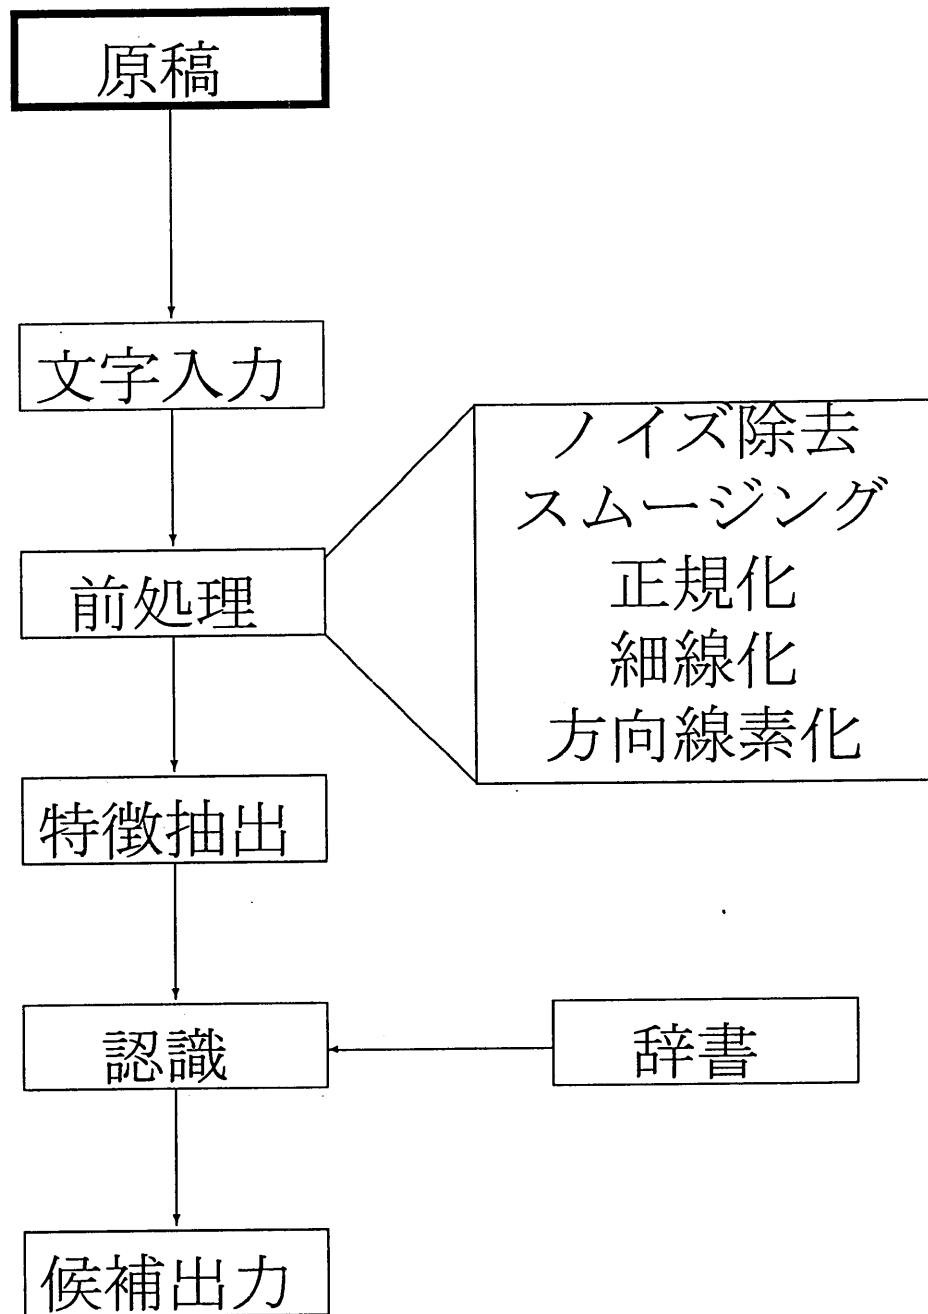 原稿
文字入力
前処理
ノイズ除去
スムージング
正規化
細線化
方向線素化
特徴抽出
認識
辞書
候補出力